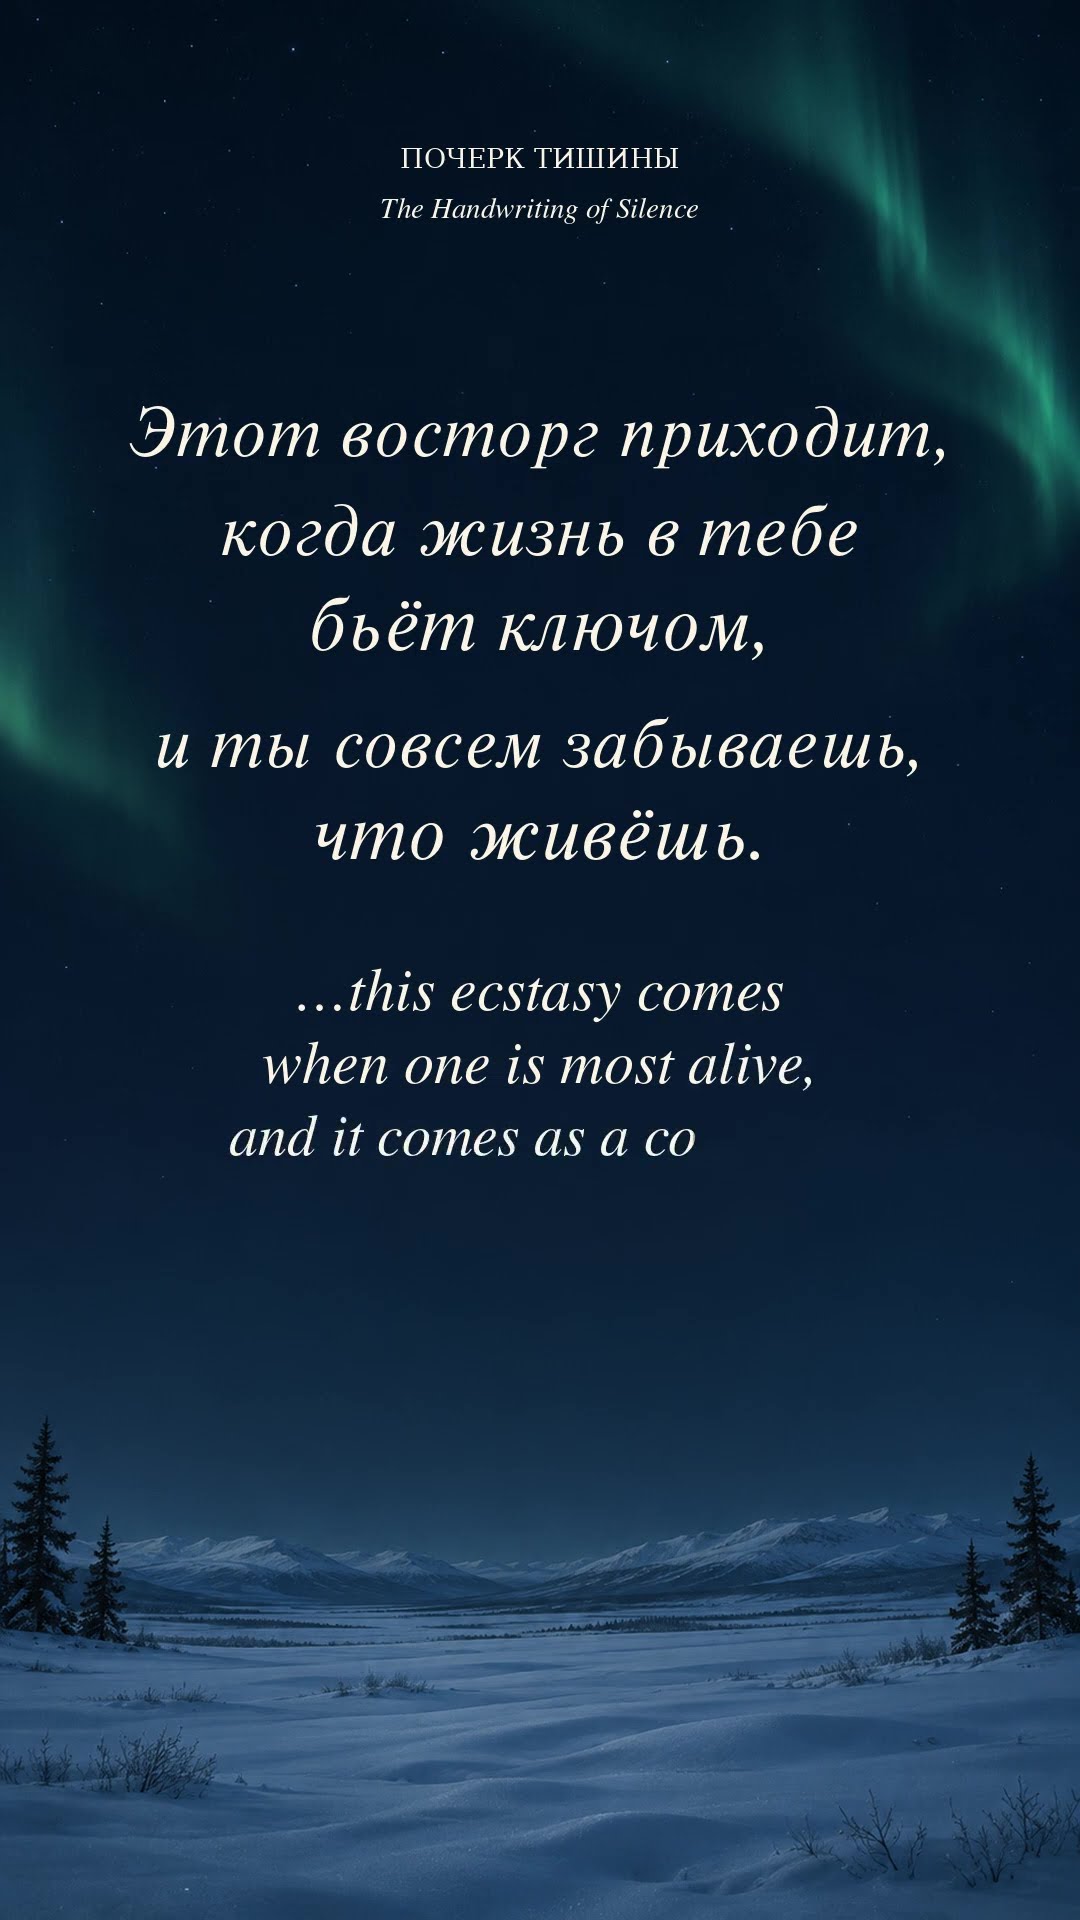 ПОЧЕРК ТИШИНЫ
The Handwriting of Silence
Этот восторг приходит,
когда жизнь в тебе
бьёт ключом,
и ты совсем забываешь,
что живёшь.
…this ecstasy comes
when one is most alive,
and it comes as a co